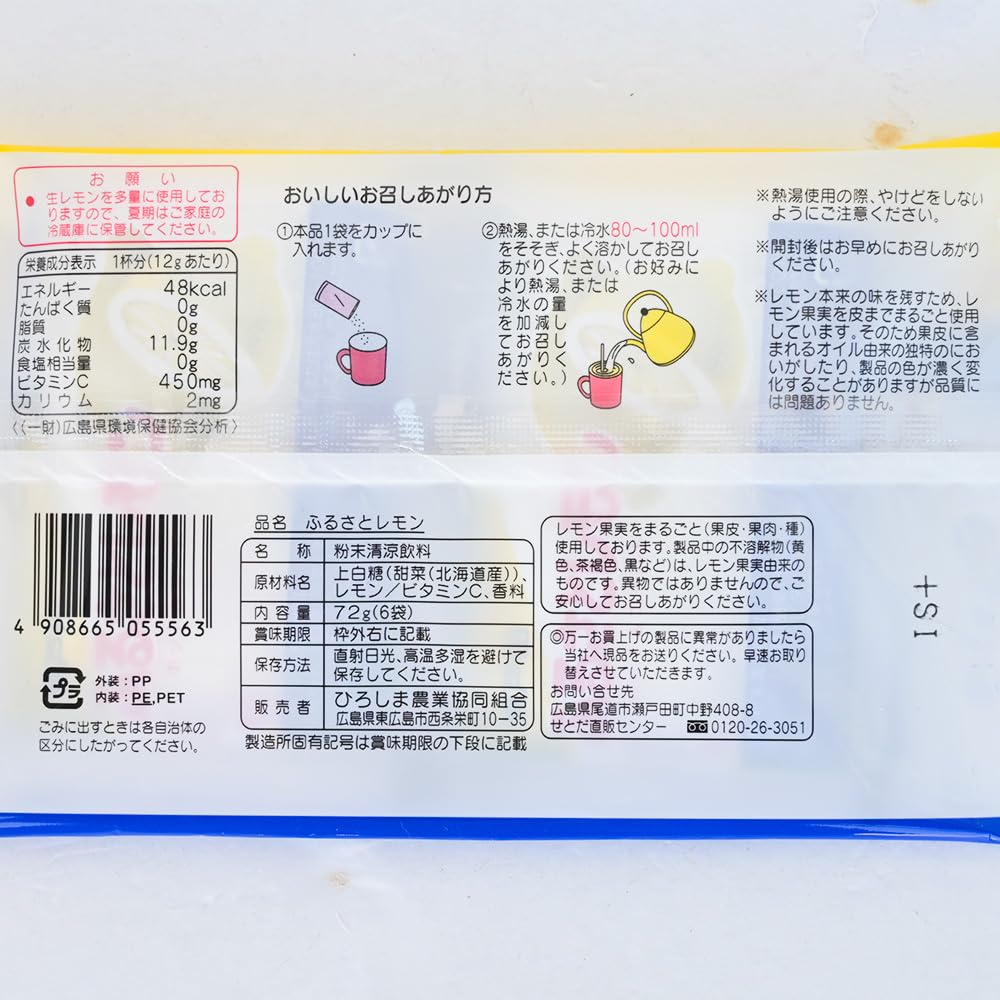 お願い
● 生レモンを多量に使用してお
りますので、夏期はご家庭の
冷蔵庫に保管してください。
栄養成分表示 1杯分(12gあたり)
エネルギー 48kcal
たんぱく質 0g
脂質 0g
炭水化物 11.9g
食塩相当量 0g
ビタミンC 450mg
カリウム 2mg
〈(一財)広島県環境保健協会分析〉
おいしいお召しあがり方
①本品1袋をカップに
入れます。
②熱湯、または冷水80〜100ml
をそそぎ、よく溶かしてお召し
あがりください。(お好みに
より熱湯、または
冷水の量
を加減し
てお召し
あがりく
ださい。)
※熱湯使用の際、やけどをしない
ようにご注意ください。
※開封後はお早めにお召しあがり
ください。
※レモン本来の味を残すため、レ
モン果実を皮までまるごと使用
しています。そのため果皮に含
まれるオイル由来の独特のにお
いがしたり、製品の色が濃く変
化することがありますが品質に
は問題ありません。
4 908665 055563
プラ
外装:PP
内装:PE,PET
ごみに出すときは各自治体の
区分にしたがってください。
品名 ふるさとレモン
名称 粉末清涼飲料
原材料名 上白糖(甜菜(北海道産))、
レモン/ビタミンC、香料
内容量 72g(6袋)
賞味期限 枠外右に記載
保存方法 直射日光、高温多湿を避けて
保存してください。
販売者 ひろしま農業協同組合
広島県東広島市西条栄町10-35
製造所固有記号は賞味期限の下段に記載
レモン果実をまるごと(果皮・果肉・種)
使用しております。製品中の不溶解物(黄
色、茶褐色、黒など)は、レモン果実由来の
ものです。異物ではありませんので、ご
安心してお召しあがりください。
◎万一お買上げの製品に異常がありましたら
当社へ現品をお送りください。早速お取り
替えさせていただきます。
お問い合せ先
広島県尾道市瀬戸田町中野408-8
せとだ直販センター 0120-26-3051
+SI